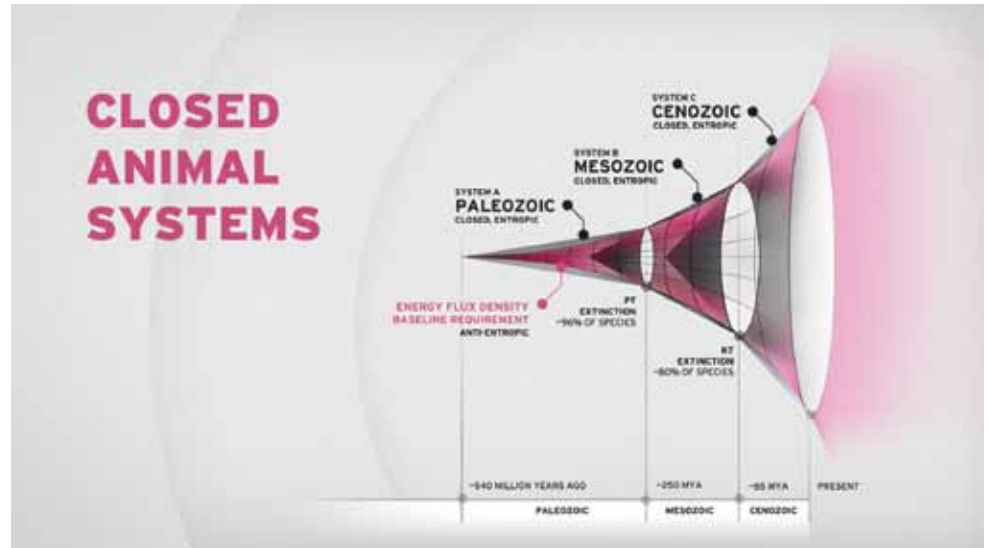 CLOSED
ANIMAL
SYSTEMS
SYSTEM C
CENOZOIC
CLOSED, ENTROPIC
SYSTEM B
MESOZOIC
CLOSED, ENTROPIC
SYSTEM A
PALEOZOIC
CLOSED, ENTROPIC
ENERGY FLUX DENSITY
BASELINE REQUIREMENT
ANTI-ENTROPIC
PT
EXTINCTION
~96% OF SPECIES
KT
EXTINCTION
~80% OF SPECIES
~540 MILLION YEARS AGO
~250 MYA
~65 MYA
PRESENT
PALEOZOIC
MESOZOIC
CENOZOIC